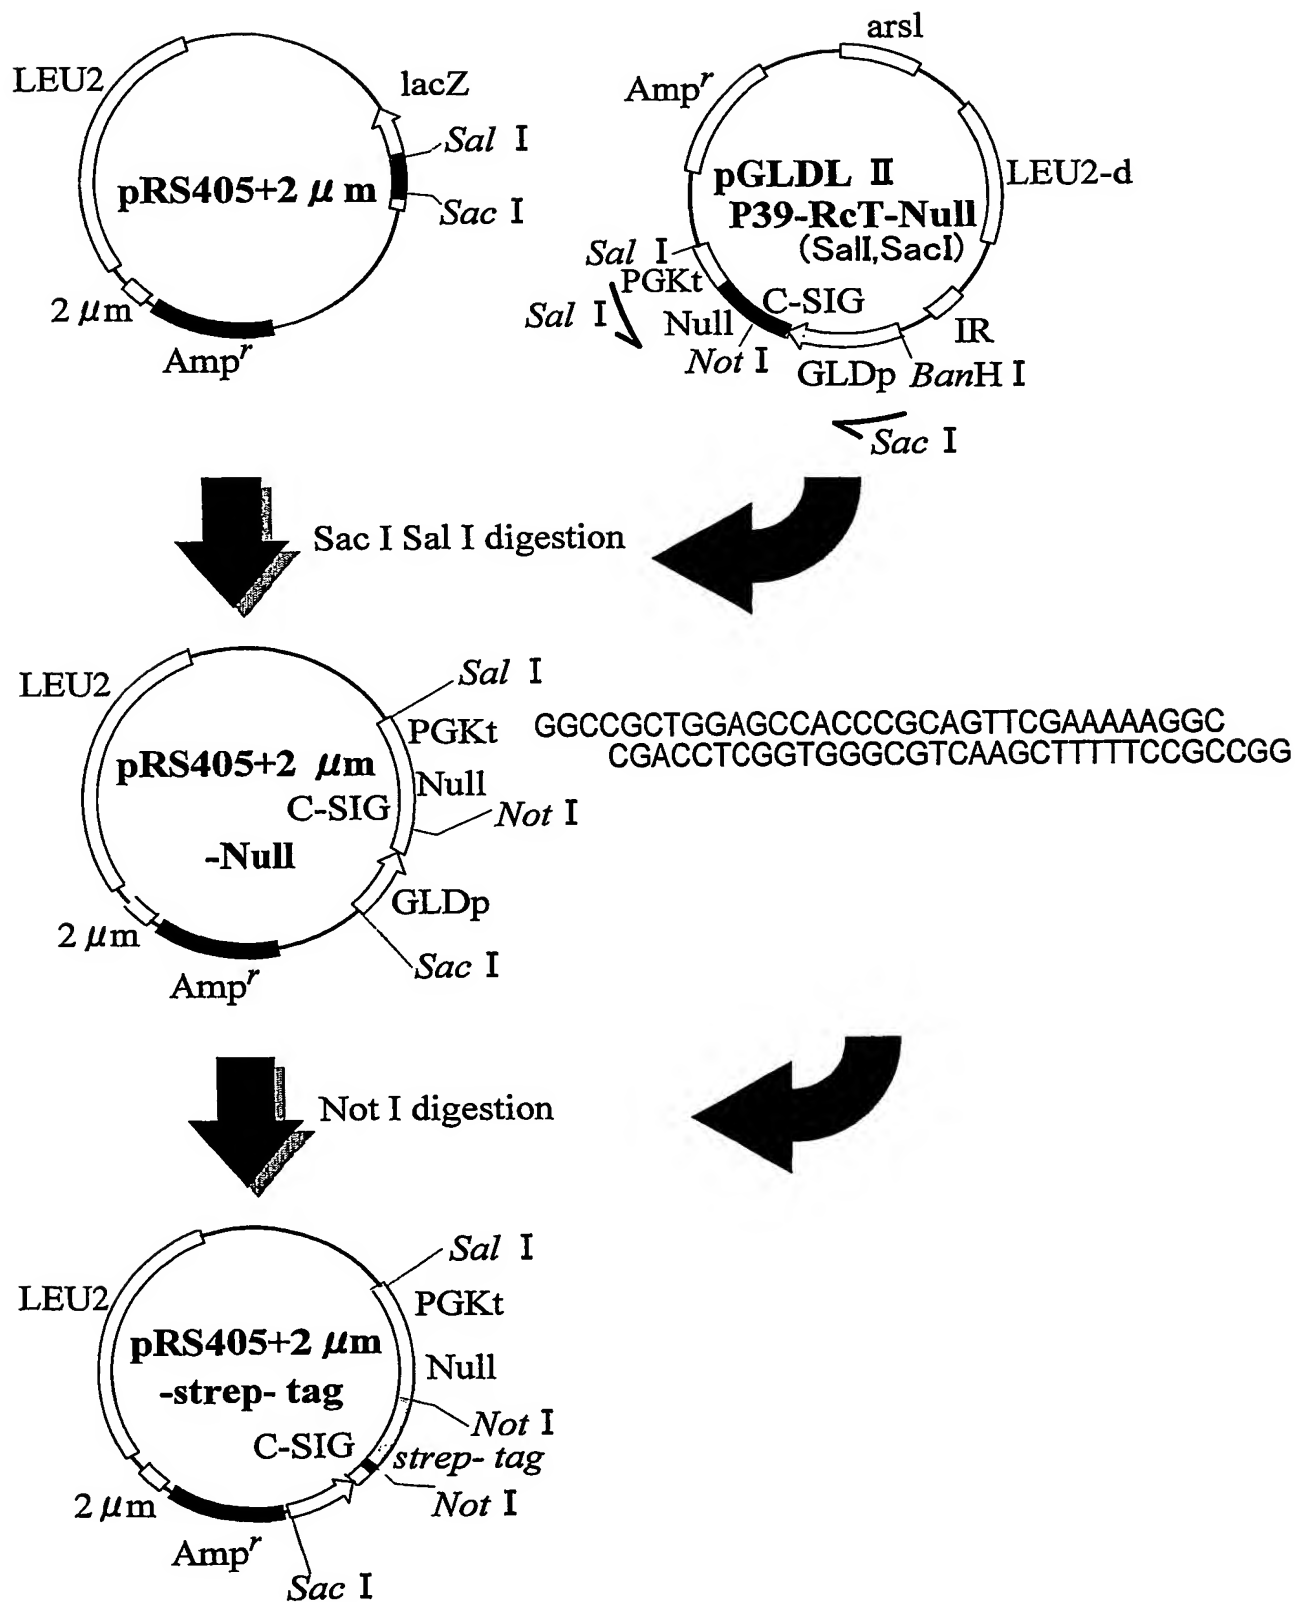 LEU2
lacZ
Sal I
pRS405+2 μm
Sac I
2 μm
Amp^r
arsl
Amp^r
pGLDL II
P39-RcT-Null
(SalI,SacI)
LEU2-d
Sal I
PGKt
C-SIG
Sal I
Null
IR
Not I
GLDp
BanH I
Sac I
Sac I Sal I digestion
LEU2
Sal I
PGKt
pRS405+2 μm
Null
C-SIG
Not I
-Null
GLDp
2 μm
Sac I
Amp^r
GGCCGCTGGAGCCACCCGCAGTTCGAAAAAGGC
CGACCTCGGTGGGCGTCAAGCTTTTTCCGCCGG
Not I digestion
Sal I
LEU2
PGKt
pRS405+2 μm
Null
-strep- tag
Not I
C-SIG
strep- tag
2 μm
Not I
Amp^r
Sac I